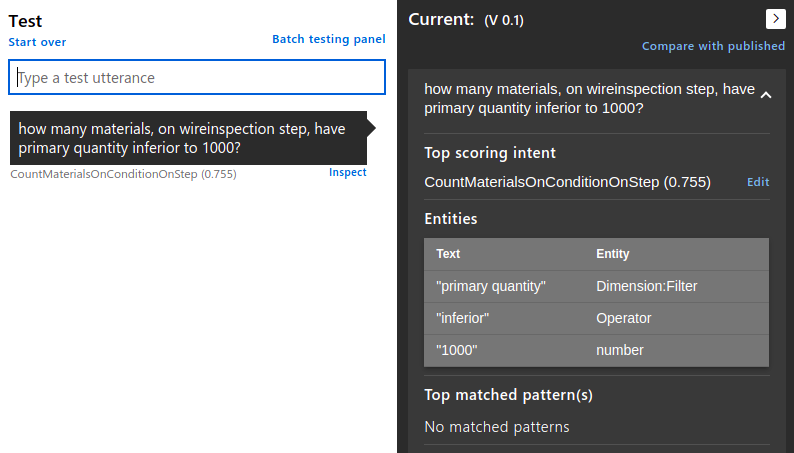 Test
Start over
Batch testing panel
Type a test utterance
how many materials, on wireinspection step, have
primary quantity inferior to 1000?
CountMaterialsOnConditionOnStep (0.755)
Inspect
Current: (V 0.1)
Compare with published
how many materials, on wireinspection step, have
primary quantity inferior to 1000?
Top scoring intent
CountMaterialsOnConditionOnStep (0.755)
Edit
Entities
Text Entity
"primary quantity" Dimension:Filter
"inferior" Operator
"1000" number
Top matched pattern(s)
No matched patterns